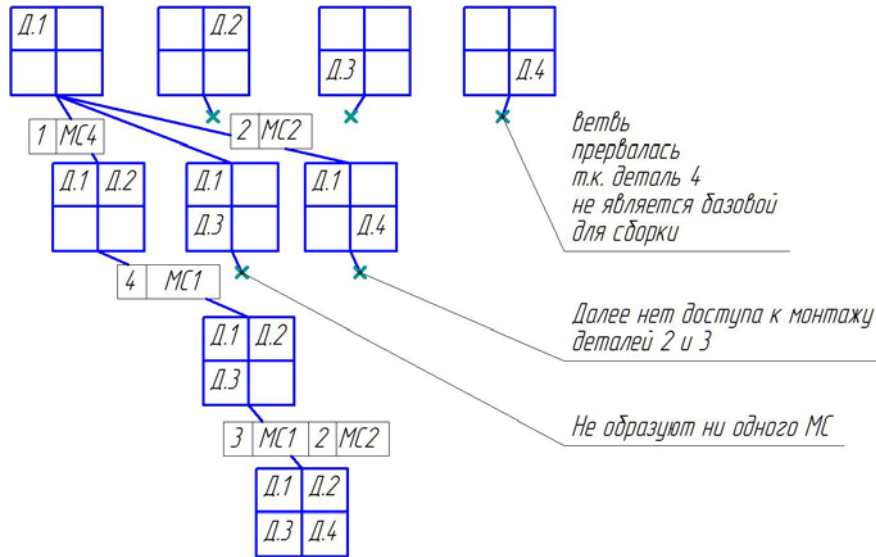 Д.1
Д.2
Д.3
Д.4
1 МС4
2 МС2
ветвь
прервалась
т.к. деталь 4
не является базовой
для сборки
Д.1 Д.2
Д.1
Д.3
Д.1
Д.4
4 МС1
Далее нет доступа к монтажу
деталей 2 и 3
Д.1 Д.2
Д.3
Не образуют ни одного МС
3 МС1 2 МС2
Д.1 Д.2
Д.3 Д.4